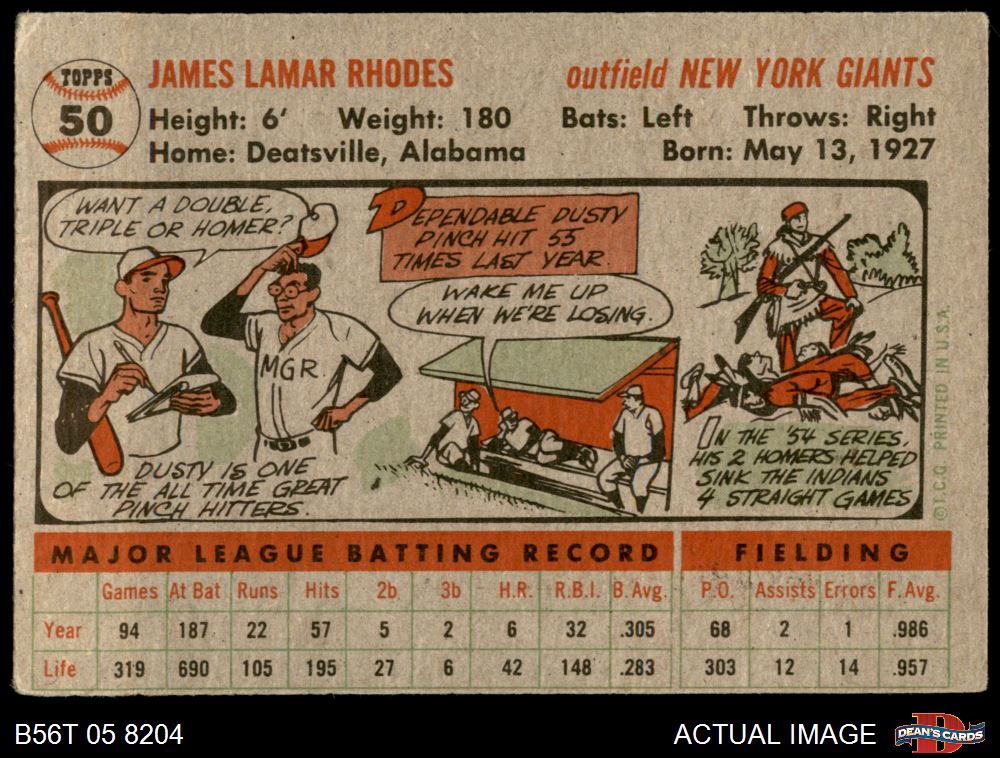 TOPPS
50
JAMES LAMAR RHODES
outfield NEW YORK GIANTS
Height: 6' Weight: 180 Bats: Left Throws: Right
Home: Deatsville, Alabama Born: May 13, 1927
WANT A DOUBLE,
TRIPLE OR HOMER?
MGR.
DUSTY IS ONE
OF THE ALL TIME GREAT
PINCH HITTERS.
DEPENDABLE DUSTY
PINCH HIT 55
TIMES LAST YEAR.
WAKE ME UP
WHEN WE'RE LOSING.
IN THE '54 SERIES,
HIS 2 HOMERS HELPED
SINK THE INDIANS
4 STRAIGHT GAMES
© T.C.G. PRINTED IN U.S.A.
MAJOR LEAGUE BATTING RECORD FIELDING
Games At Bat Runs Hits 2b 3b H.R. R.B.I. B. Avg. P.O. Assists Errors F. Avg.
Year 94 187 22 57 5 2 6 32 .305 68 2 1 .986
Life 319 690 105 195 27 6 42 148 .283 303 12 14 .957
B56T 05 8204
ACTUAL IMAGE
D
DEAN'S CARDS